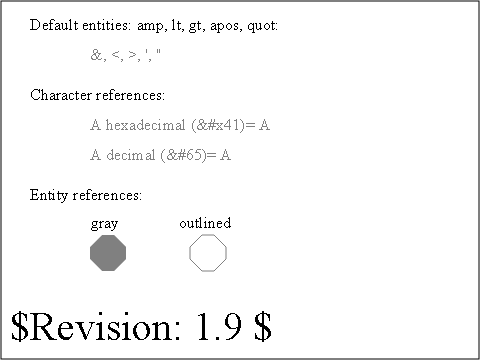 Default entities: amp, lt, gt, apos, quot:
&, <, >, ', "
Character references:
A hexadecimal (&#x41)= A
A decimal (&#65)= A
Entity references:
gray outlined
$Revision: 1.9 $